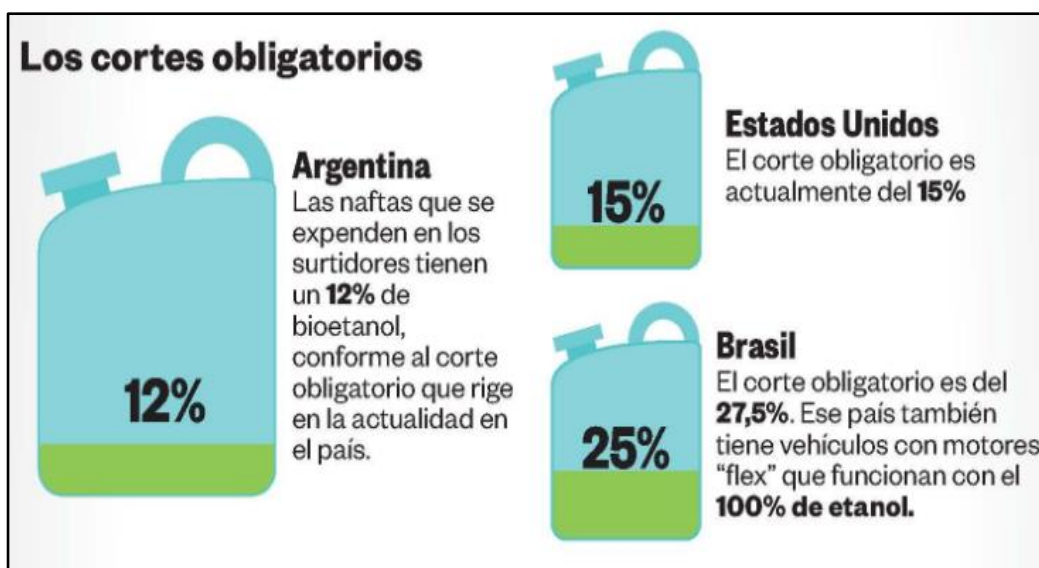 Los cortes obligatorios
Argentina
Las naftas que se
expenden en los
surtidores tienen
un 12% de
bioetanol,
conforme al corte
obligatorio que rige
en la actualidad en
el país.
12%
Estados Unidos
El corte obligatorio es
actualmente del 15%
15%
Brasil
El corte obligatorio es del
27,5%. Ese país también
tiene vehículos con motores
“flex” que funcionan con el
100% de etanol.
25%